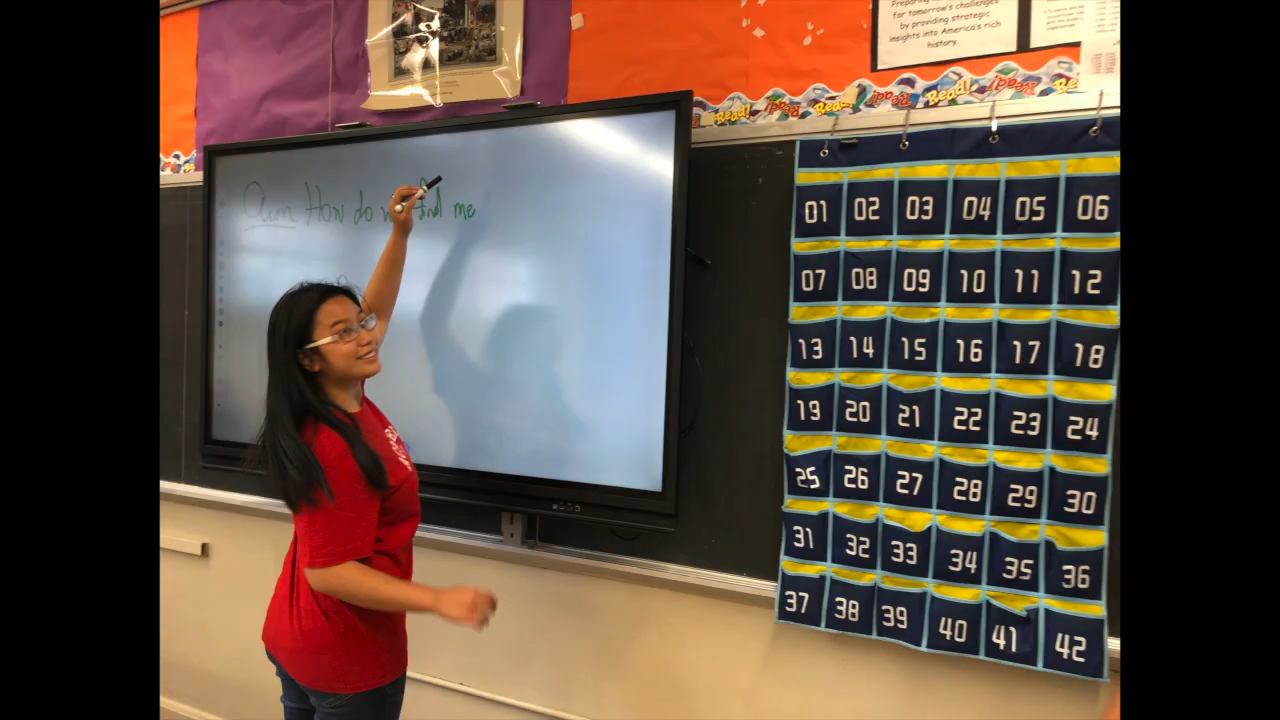 Preparing
for tomorrow's challenges
by providing strategic
insights into America's rich
history.
Read! Read! Read! Read! Read! Read!
Aim How do find me
01 02 03 04 05 06
07 08 09 10 11 12
13 14 15 16 17 18
19 20 21 22 23 24
25 26 27 28 29 30
31 32 33 34 35 36
37 38 39 40 41 42